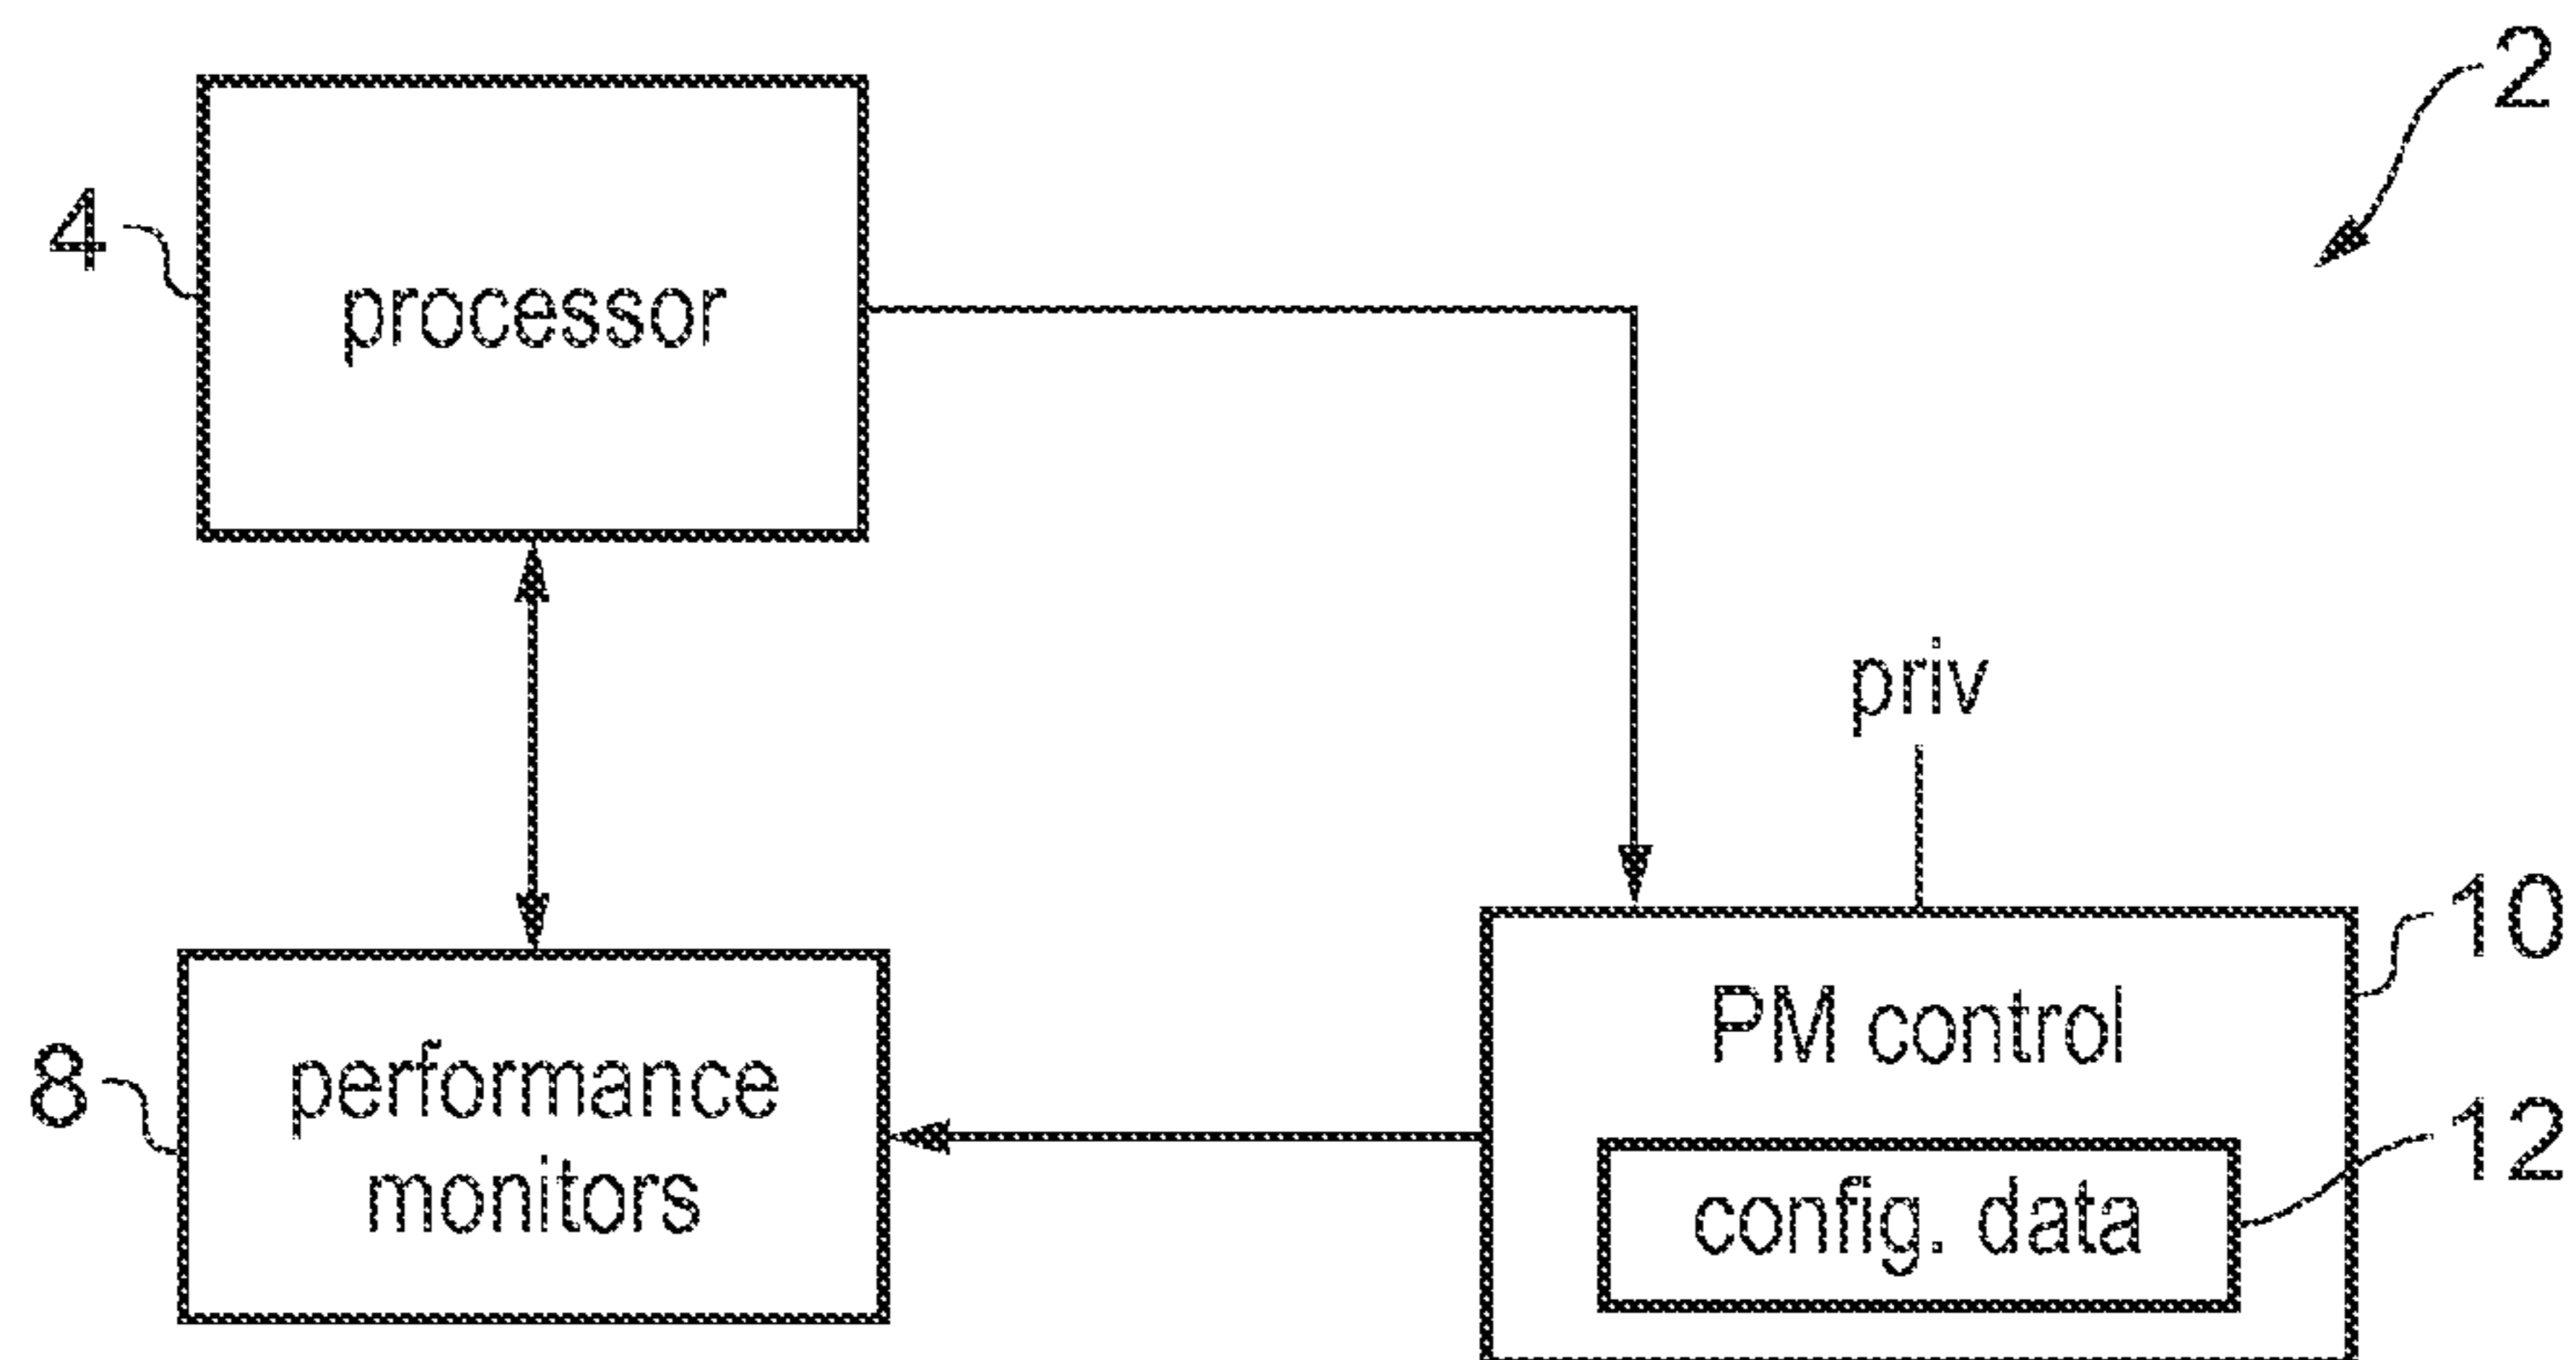 2
4
processor
priv
10
PM control
8
performance
monitors
12
config. data